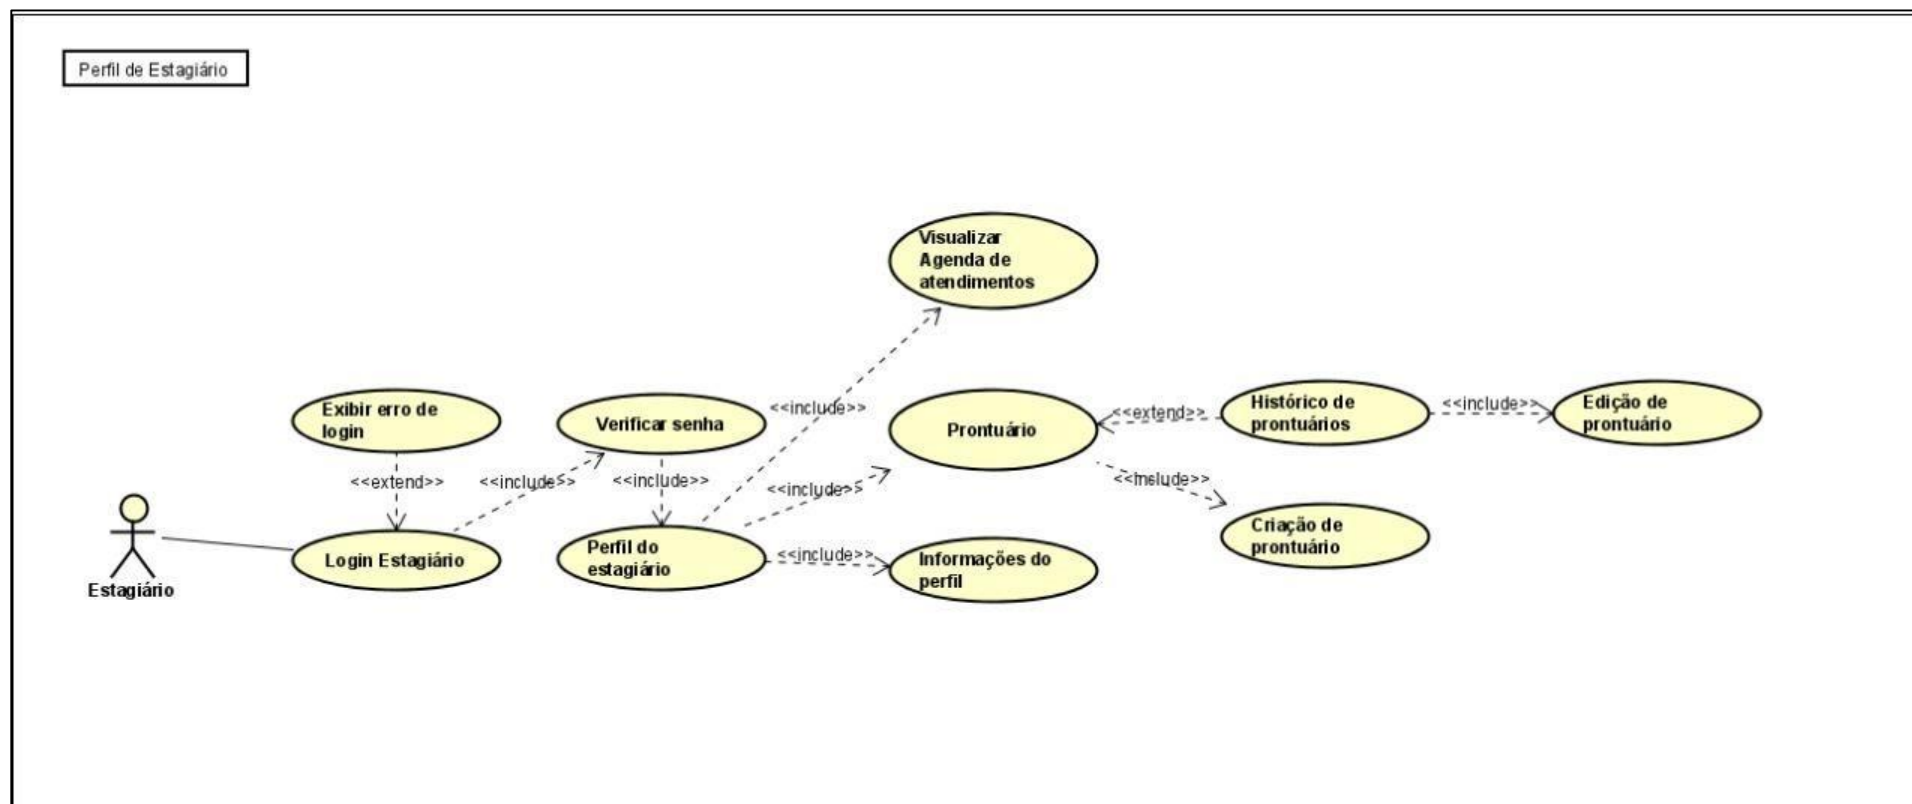 Perfil de Estagiário
Visualizar
Agenda de
atendimentos
Exibir erro de
login
Verificar senha
<<include>>
Prontuário
<<extend>>
Histórico de
prontuários
<<include>>
Edição de
prontuário
<<extend>>
<<include>>
<<include>>
<<include>>
<<include>>
Estagiário
Login Estagiário
Perfil do
estagiário
<<include>>
Informações do
perfil
Criação de
prontuário